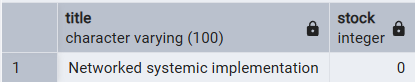 title
character varying (100)
stock
integer
1 Networked systemic implementation 0